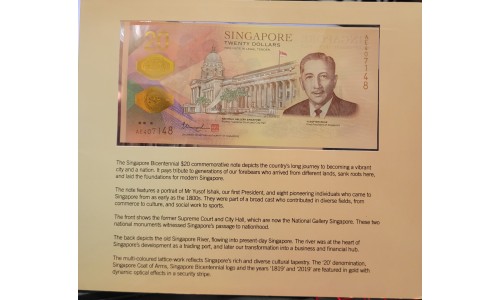 20
SINGAPORE
TWENTY DOLLARS
NATIONAL GALLERY SINGAPORE
The Singapore Bicentennial $20 commemorative note depicts the country's long journey to becoming a vibrant
city and a nation. It pays tribute to generations of our forebears who arrived from different lands, sank roots here,
and laid the foundations for modern Singapore.
The note features a portrait of Mr Yusof Ishak, our first President, and eight pioneering individuals who came to
Singapore from as early as the 1800s. They were part of a broad cast who contributed in diverse fields, from
commerce to culture, and social work to sports.
The front shows the former Supreme Court and City Hall, which are now the National Gallery Singapore. These two
national monuments witnessed Singapore's passage to nationhood.
The back depicts the old Singapore River, flowing into present-day Singapore. The river was at the heart of
Singapore's development as a trading port, and later our transformation into a business and financial hub.
The multi-coloured lattice-work reflects Singapore's rich and diverse cultural tapestry. The '20' denomination,
Singapore Coat of Arms, Singapore Bicentennial logo and the years '1819' and '2019' are featured in gold with
dynamic optical effects in a security stripe.